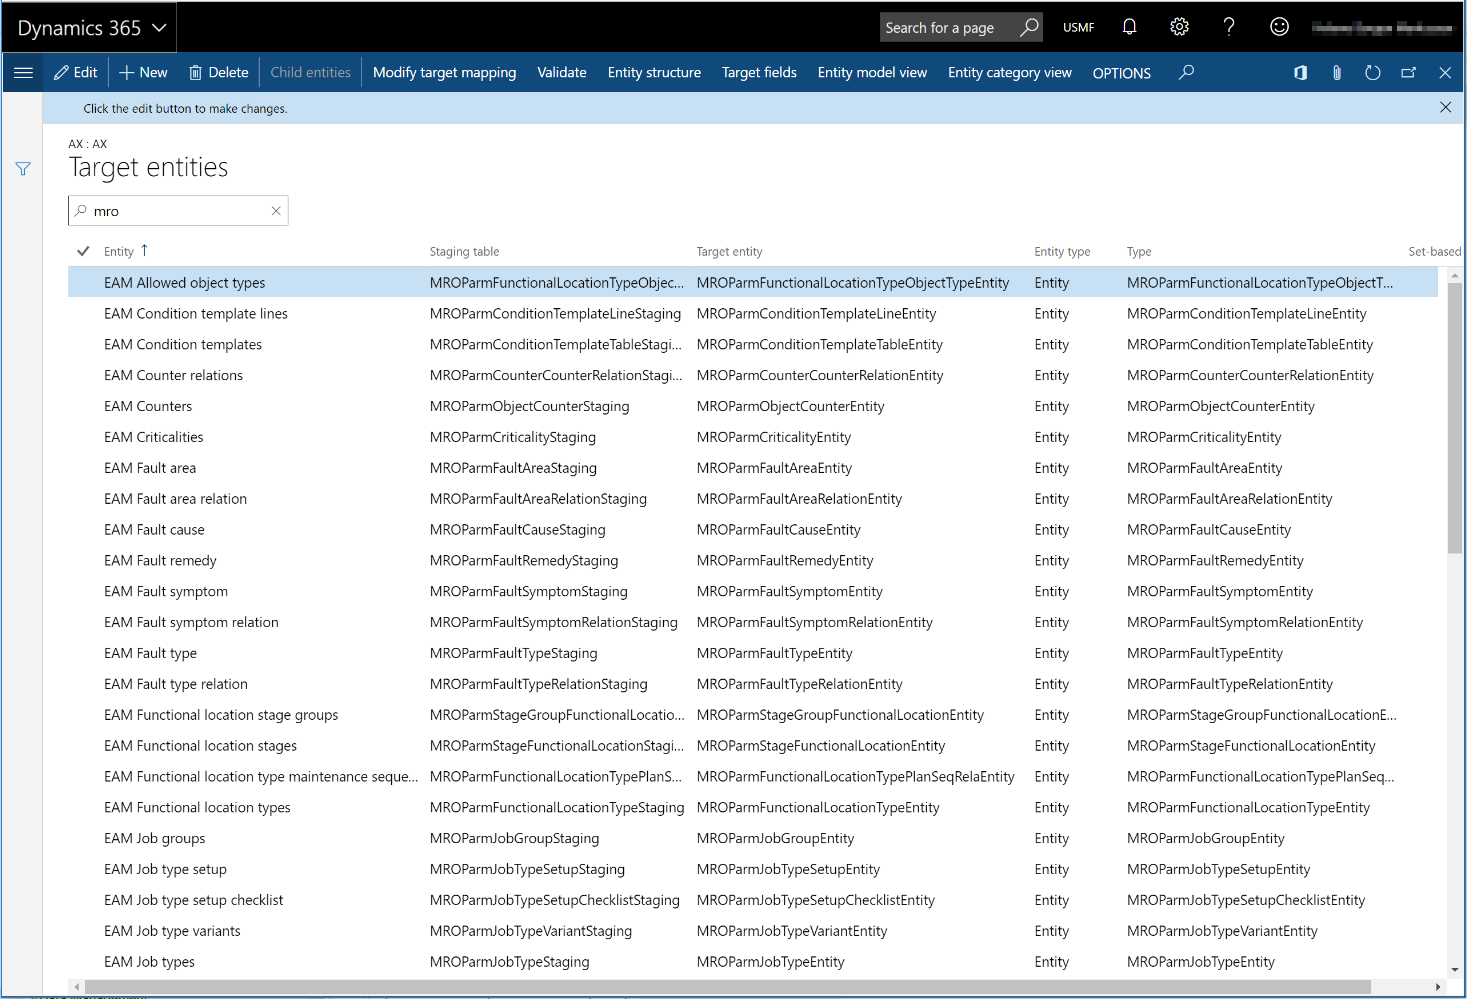 Dynamics 365 Search for a page USMF
Edit New Delete Child entities Modify target mapping Validate Entity structure Target fields Entity model view Entity category view OPTIONS
Click the edit button to make changes.
AX : AX
Target entities
mro
Entity Staging table Target entity Entity type Type Set-based
EAM Allowed object types MROParmFunctionalLocationTypeObjec... MROParmFunctionalLocationTypeObjectTypeEntity Entity MROParmFunctionalLocationTypeObjectT...
EAM Condition template lines MROParmConditionTemplateLineStaging MROParmConditionTemplateLineEntity Entity MROParmConditionTemplateLineEntity
EAM Condition templates MROParmConditionTemplateTableStagi... MROParmConditionTemplateTableEntity Entity MROParmConditionTemplateTableEntity
EAM Counter relations MROParmCounterCounterRelationStagi... MROParmCounterCounterRelationEntity Entity MROParmCounterCounterRelationEntity
EAM Counters MROParmObjectCounterStaging MROParmObjectCounterEntity Entity MROParmObjectCounterEntity
EAM Criticalities MROParmCriticalityStaging MROParmCriticalityEntity Entity MROParmCriticalityEntity
EAM Fault area MROParmFaultAreaStaging MROParmFaultAreaEntity Entity MROParmFaultAreaEntity
EAM Fault area relation MROParmFaultAreaRelationStaging MROParmFaultAreaRelationEntity Entity MROParmFaultAreaRelationEntity
EAM Fault cause MROParmFaultCauseStaging MROParmFaultCauseEntity Entity MROParmFaultCauseEntity
EAM Fault remedy MROParmFaultRemedyStaging MROParmFaultRemedyEntity Entity MROParmFaultRemedyEntity
EAM Fault symptom MROParmFaultSymptomStaging MROParmFaultSymptomEntity Entity MROParmFaultSymptomEntity
EAM Fault symptom relation MROParmFaultSymptomRelationStaging MROParmFaultSymptomRelationEntity Entity MROParmFaultSymptomRelationEntity
EAM Fault type MROParmFaultTypeStaging MROParmFaultTypeEntity Entity MROParmFaultTypeEntity
EAM Fault type relation MROParmFaultTypeRelationStaging MROParmFaultTypeRelationEntity Entity MROParmFaultTypeRelationEntity
EAM Functional location stage groups MROParmStageGroupFunctionalLocatio... MROParmStageGroupFunctionalLocationEntity Entity MROParmStageGroupFunctionalLocationE...
EAM Functional location stages MROParmStageFunctionalLocationStagi... MROParmStageFunctionalLocationEntity Entity MROParmStageFunctionalLocationEntity
EAM Functional location type maintenance seque... MROParmFunctionalLocationTypePlanS... MROParmFunctionalLocationTypePlanSeqRelaEntity Entity MROParmFunctionalLocationTypePlanSeq...
EAM Functional location types MROParmFunctionalLocationTypeStaging MROParmFunctionalLocationTypeEntity Entity MROParmFunctionalLocationTypeEntity
EAM Job groups MROParmJobGroupStaging MROParmJobGroupEntity Entity MROParmJobGroupEntity
EAM Job type setup MROParmJobTypeSetupStaging MROParmJobTypeSetupEntity Entity MROParmJobTypeSetupEntity
EAM Job type setup checklist MROParmJobTypeSetupChecklistStaging MROParmJobTypeSetupChecklistEntity Entity MROParmJobTypeSetupChecklistEntity
EAM Job type variants MROParmJobTypeVariantStaging MROParmJobTypeVariantEntity Entity MROParmJobTypeVariantEntity
EAM Job types MROParmJobTypeStaging MROParmJobTypeEntity Entity MROParmJobTypeEntity